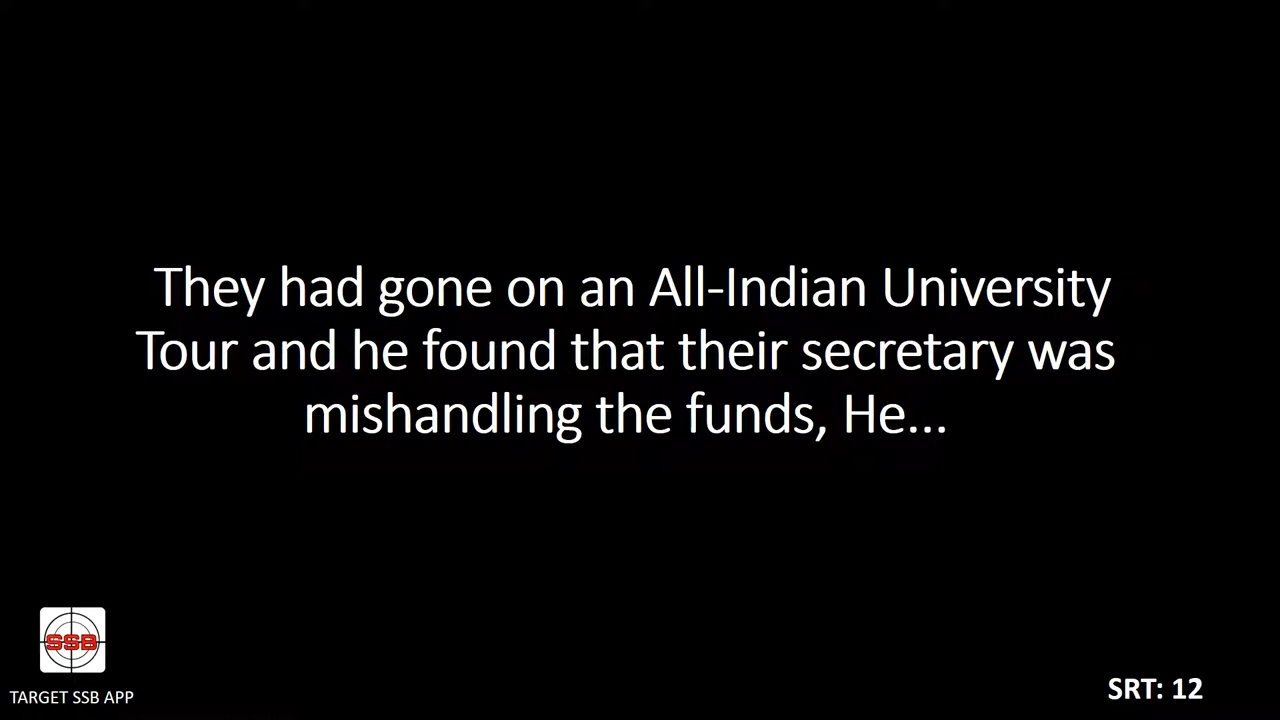 They had gone on an All-Indian University
Tour and he found that their secretary was
mishandling the funds, He...
SSB
TARGET SSB APP
SRT: 12